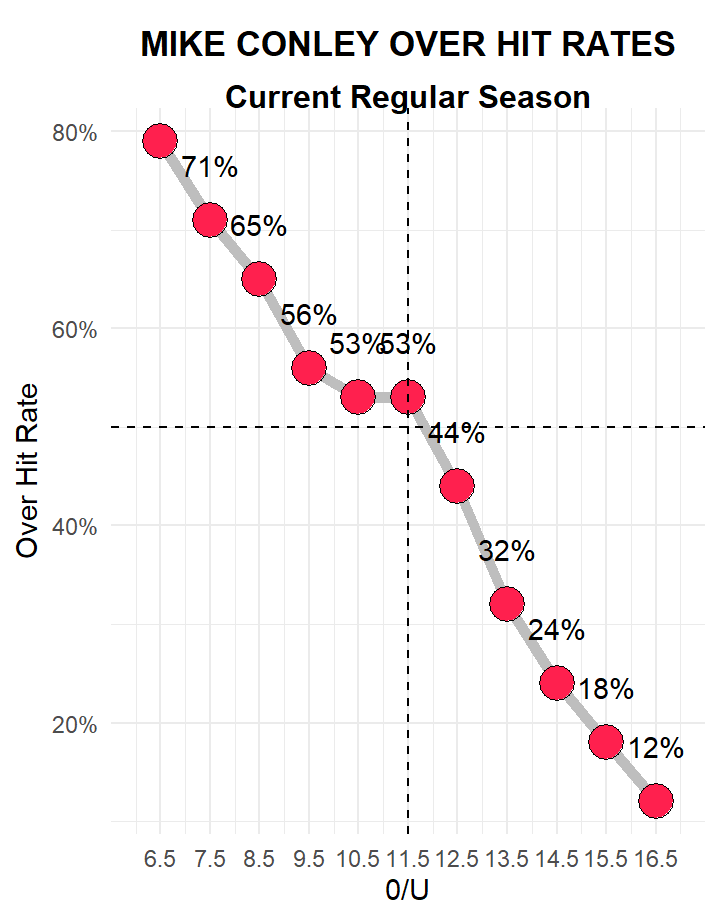 MIKE CONLEY OVER HIT RATES
Current Regular Season
80%
71%
65%
60%
56%
53%
53%
44%
40%
32%
24%
18%
20%
12%
Over Hit Rate
6.5 7.5 8.5 9.5 10.5 11.5 12.5 13.5 14.5 15.5 16.5
0/U